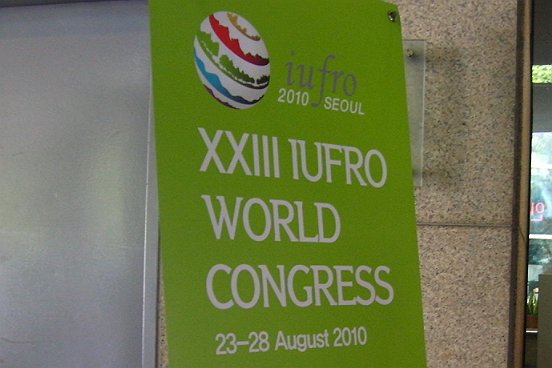 iufro
2010 SEOUL
XXIII IUFRO
WORLD
CONGRESS
23–28 August 2010